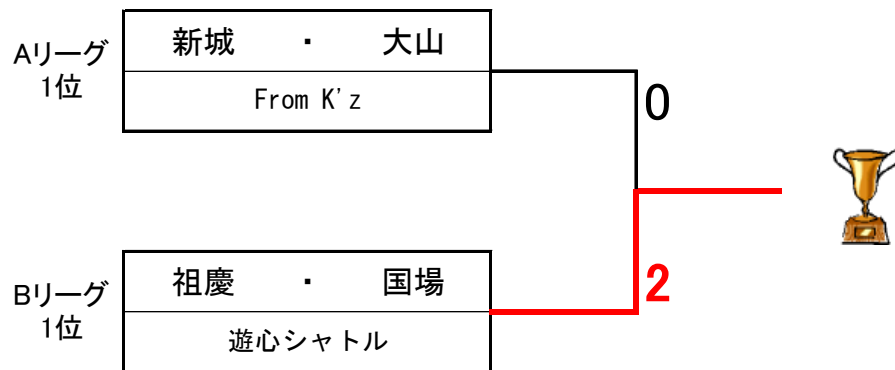 Aリーグ
1位
新城 ・ 大山
From K'z
0
Bリーグ
1位
祖慶 ・ 国場
遊心シャトル
2